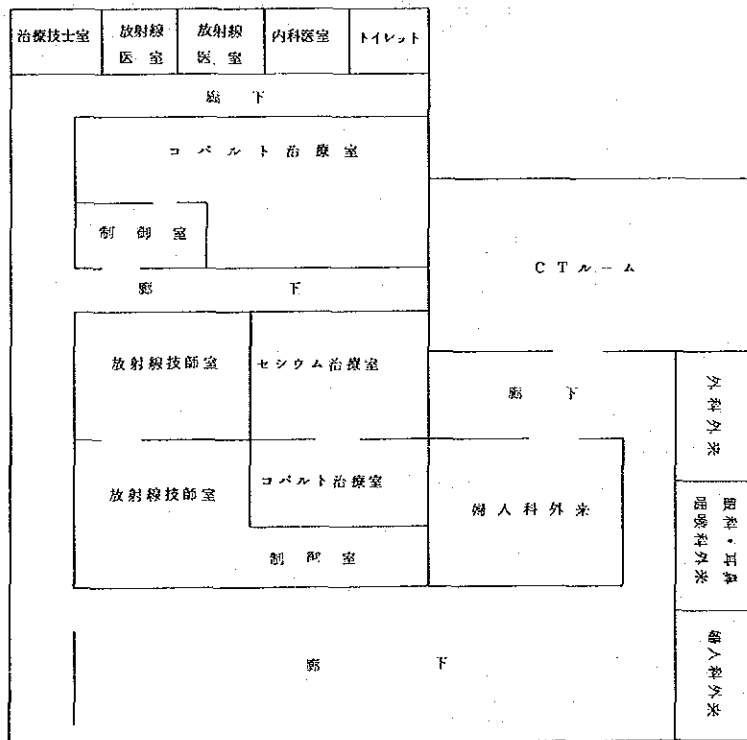 治療技士室
放射線
医室
放射線
医室
内科医室
トイレット
廊下
コバルト治療室
制御室
CTルーム
廊下
放射線技師室
セシウム治療室
廊下
外科外来
放射線技師室
コバルト治療室
婦人科外来
眼科・耳鼻
咽喉科外来
制御室
廊下
婦人科外来